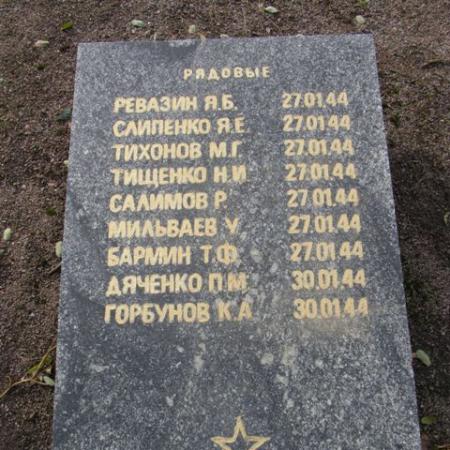 РЯДОВЫЕ
РЕВАЗИН Я.Б. 27.01.44
СЛИПЕНКО Я.Е. 27.01.44
ТИХОНОВ М.Г. 27.01.44
ТИЩЕНКО Н.И 27.01.44
САЛИМОВ Р. 27.01.44
МИЛЬВАЕВ У. 27.01.44
БАРМИН Т.Ф. 27.01.44
ДЯЧЕНКО П.М. 30.01.44
ГОРБУНОВ К.А. 30.01.44